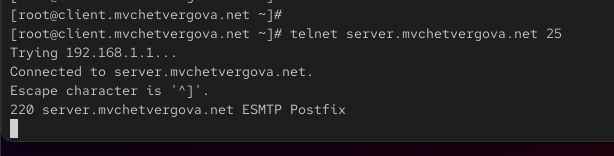 [root@client.mvchetvergova.net ~]#
[root@client.mvchetvergova.net ~]# telnet server.mvchetvergova.net 25
Trying 192.168.1.1...
Connected to server.mvchetvergova.net.
Escape character is '^]'.
220 server.mvchetvergova.net ESMTP Postfix